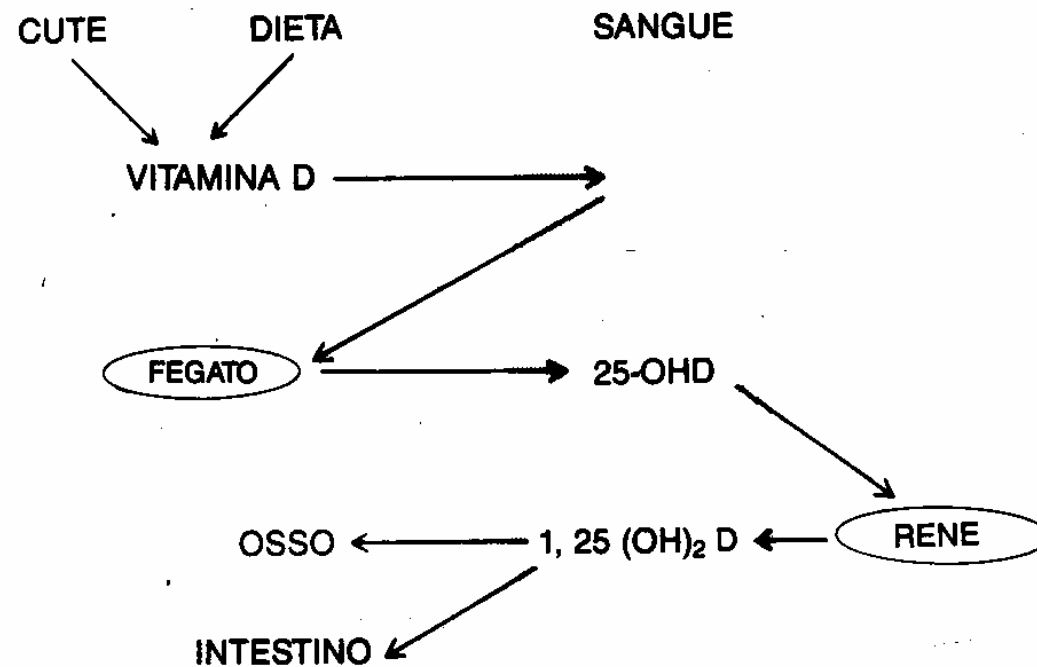 CUTE DIETA SANGUE
VITAMINA D
FEGATO 25-OHD
OSSO 1, 25 (OH)₂ D RENE
INTESTINO